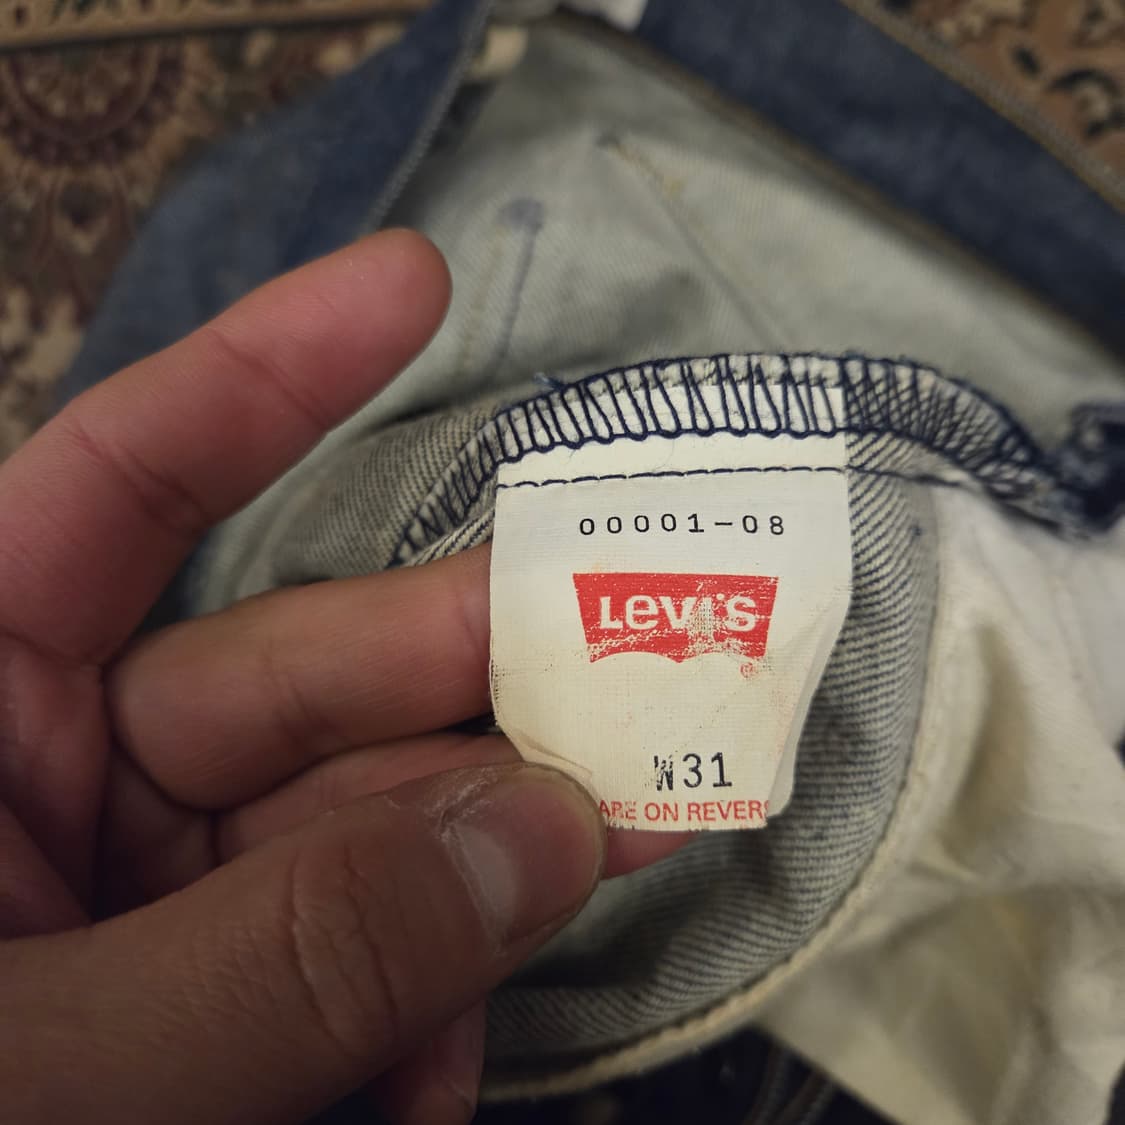 00001-08
Levi's
®
W31
ARE ON REVERS